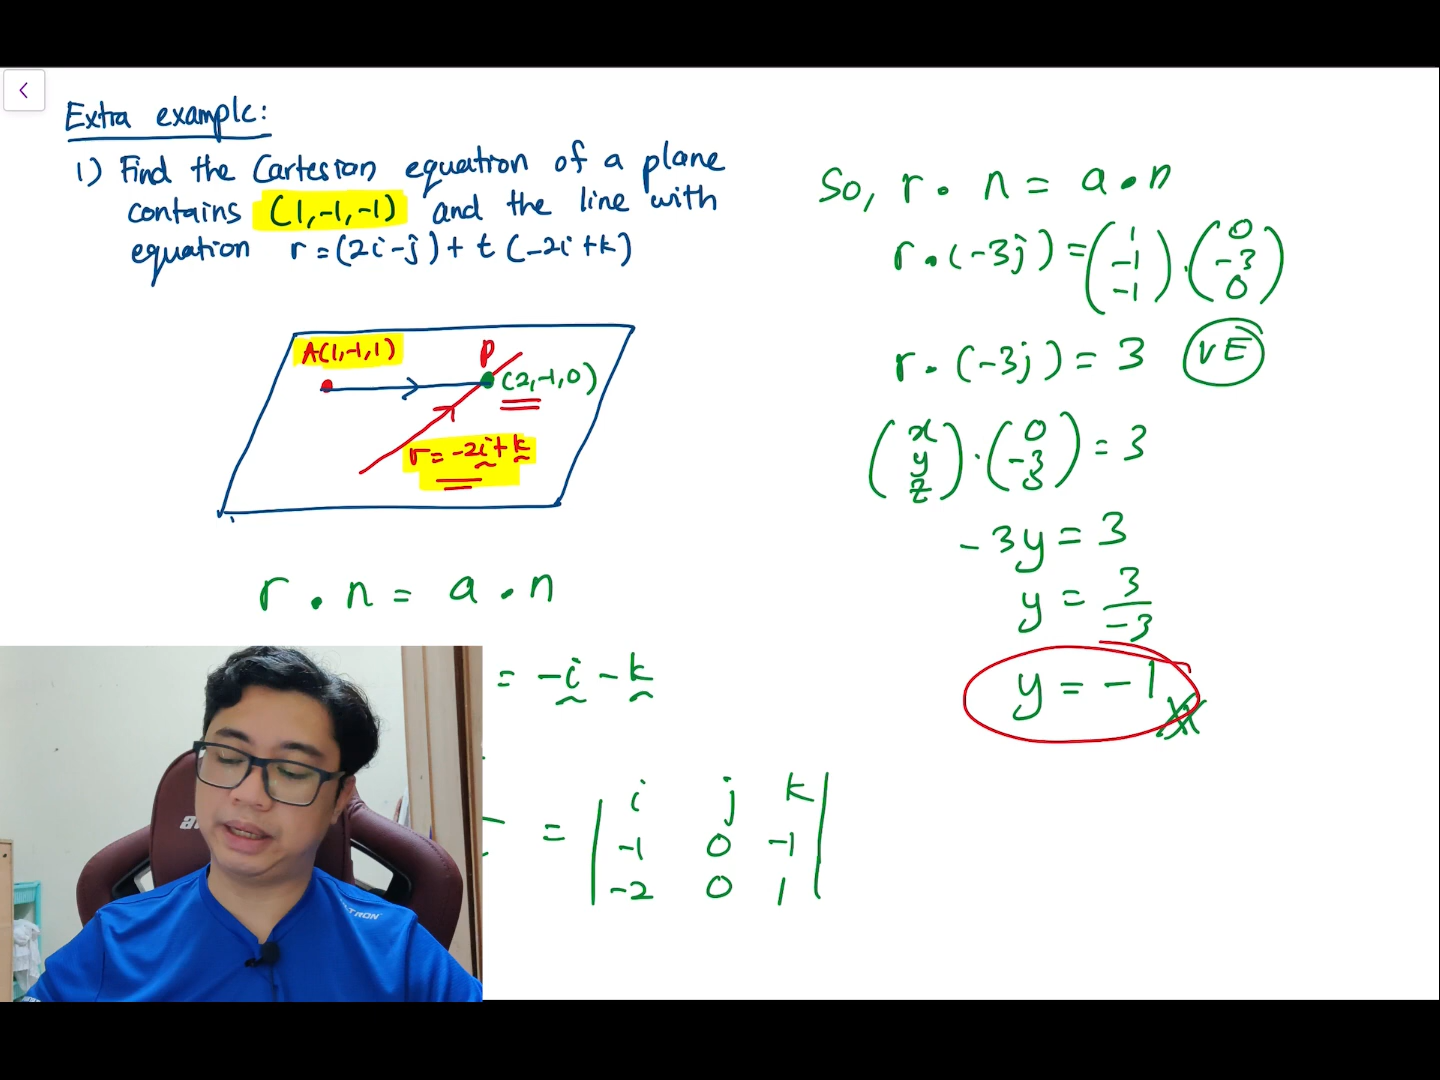 Extra example:
1) Find the Cartesian equation of a plane
contains (1,-1,-1) and the line with
equation r=(2i-j)+t(-2i+k)
A(1,-1,1)
P
(2,-1,0)
r=-2i+k
r . n = a . n
= -i - k
= | i j k |
| -1 0 -1 |
| -2 0 1 |
So, r . n = a . n
r . (-3j) = (1 -1 -1) . (0 -3 0)
r . (-3j) = 3 VE
(x y z) . (0 -3 3) = 3
-3y = 3
y = 3/-3
y = -1